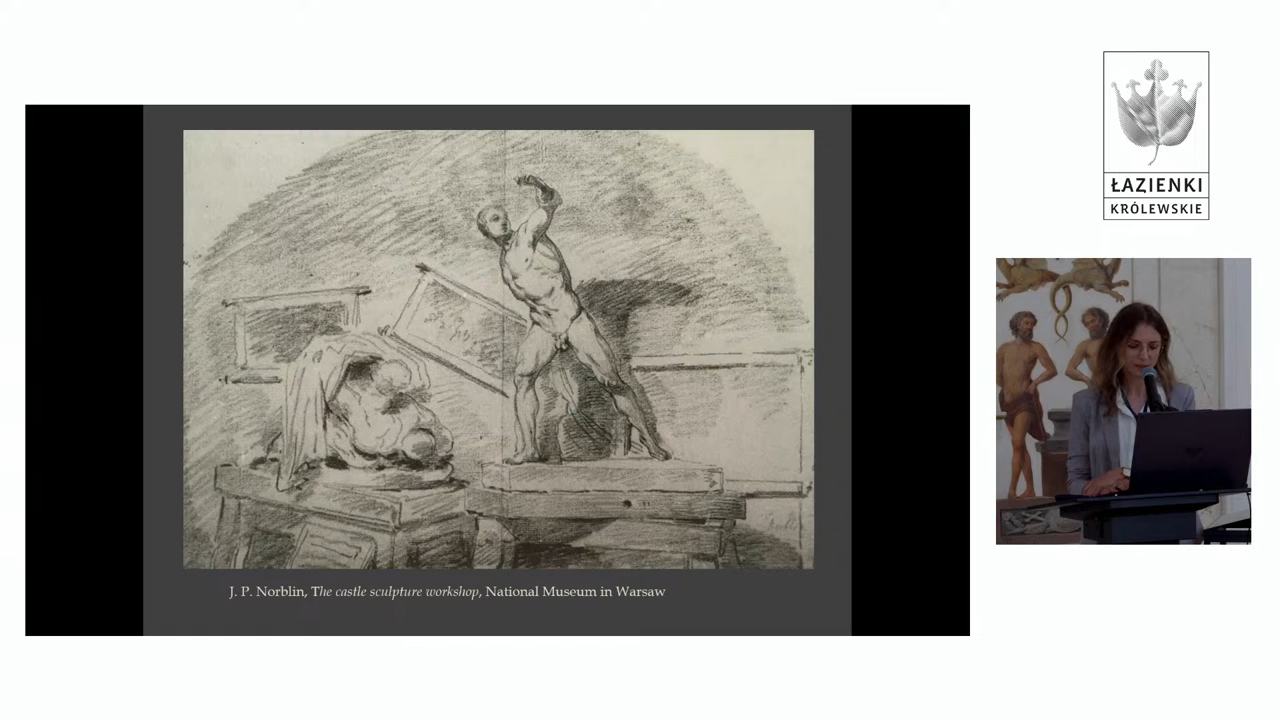 ŁAZIENKI
KRÓLEWSKIE
J. P. Norblin, The castle sculpture workshop, National Museum in Warsaw